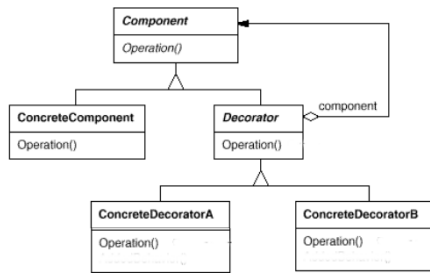 Component
Operation()
component
ConcreteComponent
Operation()
Decorator
Operation()
ConcreteDecoratorA
Operation()
ConcreteDecoratorB
Operation()